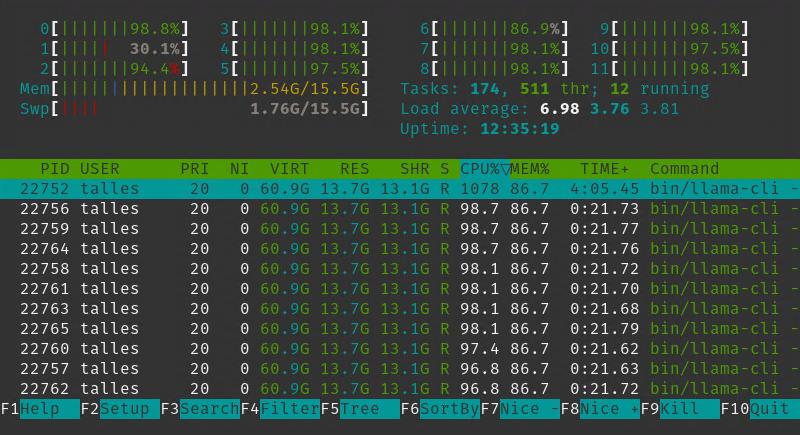 0[|||||||98.8%] 3[|||||||98.1%] 6[|||||||86.9%] 9[|||||||98.1%]
1[||||| 30.1%] 4[|||||||98.1%] 7[|||||||98.1%] 10[|||||||97.5%]
2[|||||||94.4%] 5[|||||||97.5%] 8[|||||||98.1%] 11[|||||||98.1%]
Mem[|||||||||||||||||||2.54G/15.5G] Tasks: 174, 511 thr; 12 running
Swp[|||| 1.76G/15.5G] Load average: 6.98 3.76 3.81
Uptime: 12:35:19
PID USER PRI NI VIRT RES SHR S CPU%▽MEM% TIME+ Command
22752 talles 20 0 60.9G 13.7G 13.1G R 1078 86.7 4:05.45 bin/llama-cli -
22756 talles 20 0 60.9G 13.7G 13.1G R 98.7 86.7 0:21.73 bin/llama-cli -
22759 talles 20 0 60.9G 13.7G 13.1G R 98.7 86.7 0:21.77 bin/llama-cli -
22764 talles 20 0 60.9G 13.7G 13.1G R 98.7 86.7 0:21.76 bin/llama-cli -
22758 talles 20 0 60.9G 13.7G 13.1G R 98.1 86.7 0:21.72 bin/llama-cli -
22761 talles 20 0 60.9G 13.7G 13.1G R 98.1 86.7 0:21.71 bin/llama-cli -
22763 talles 20 0 60.9G 13.7G 13.1G R 98.1 86.7 0:21.68 bin/llama-cli -
22765 talles 20 0 60.9G 13.7G 13.1G R 98.1 86.7 0:21.79 bin/llama-cli -
22760 talles 20 0 60.9G 13.7G 13.1G R 97.4 86.7 0:21.62 bin/llama-cli -
22757 talles 20 0 60.9G 13.7G 13.1G R 96.8 86.7 0:21.63 bin/llama-cli -
22762 talles 20 0 60.9G 13.7G 13.1G R 96.8 86.7 0:21.72 bin/llama-cli -
F1Help F2Setup F3SearchF4FilterF5Tree F6SortByF7Nice -F8Nice +F9Kill F10Quit